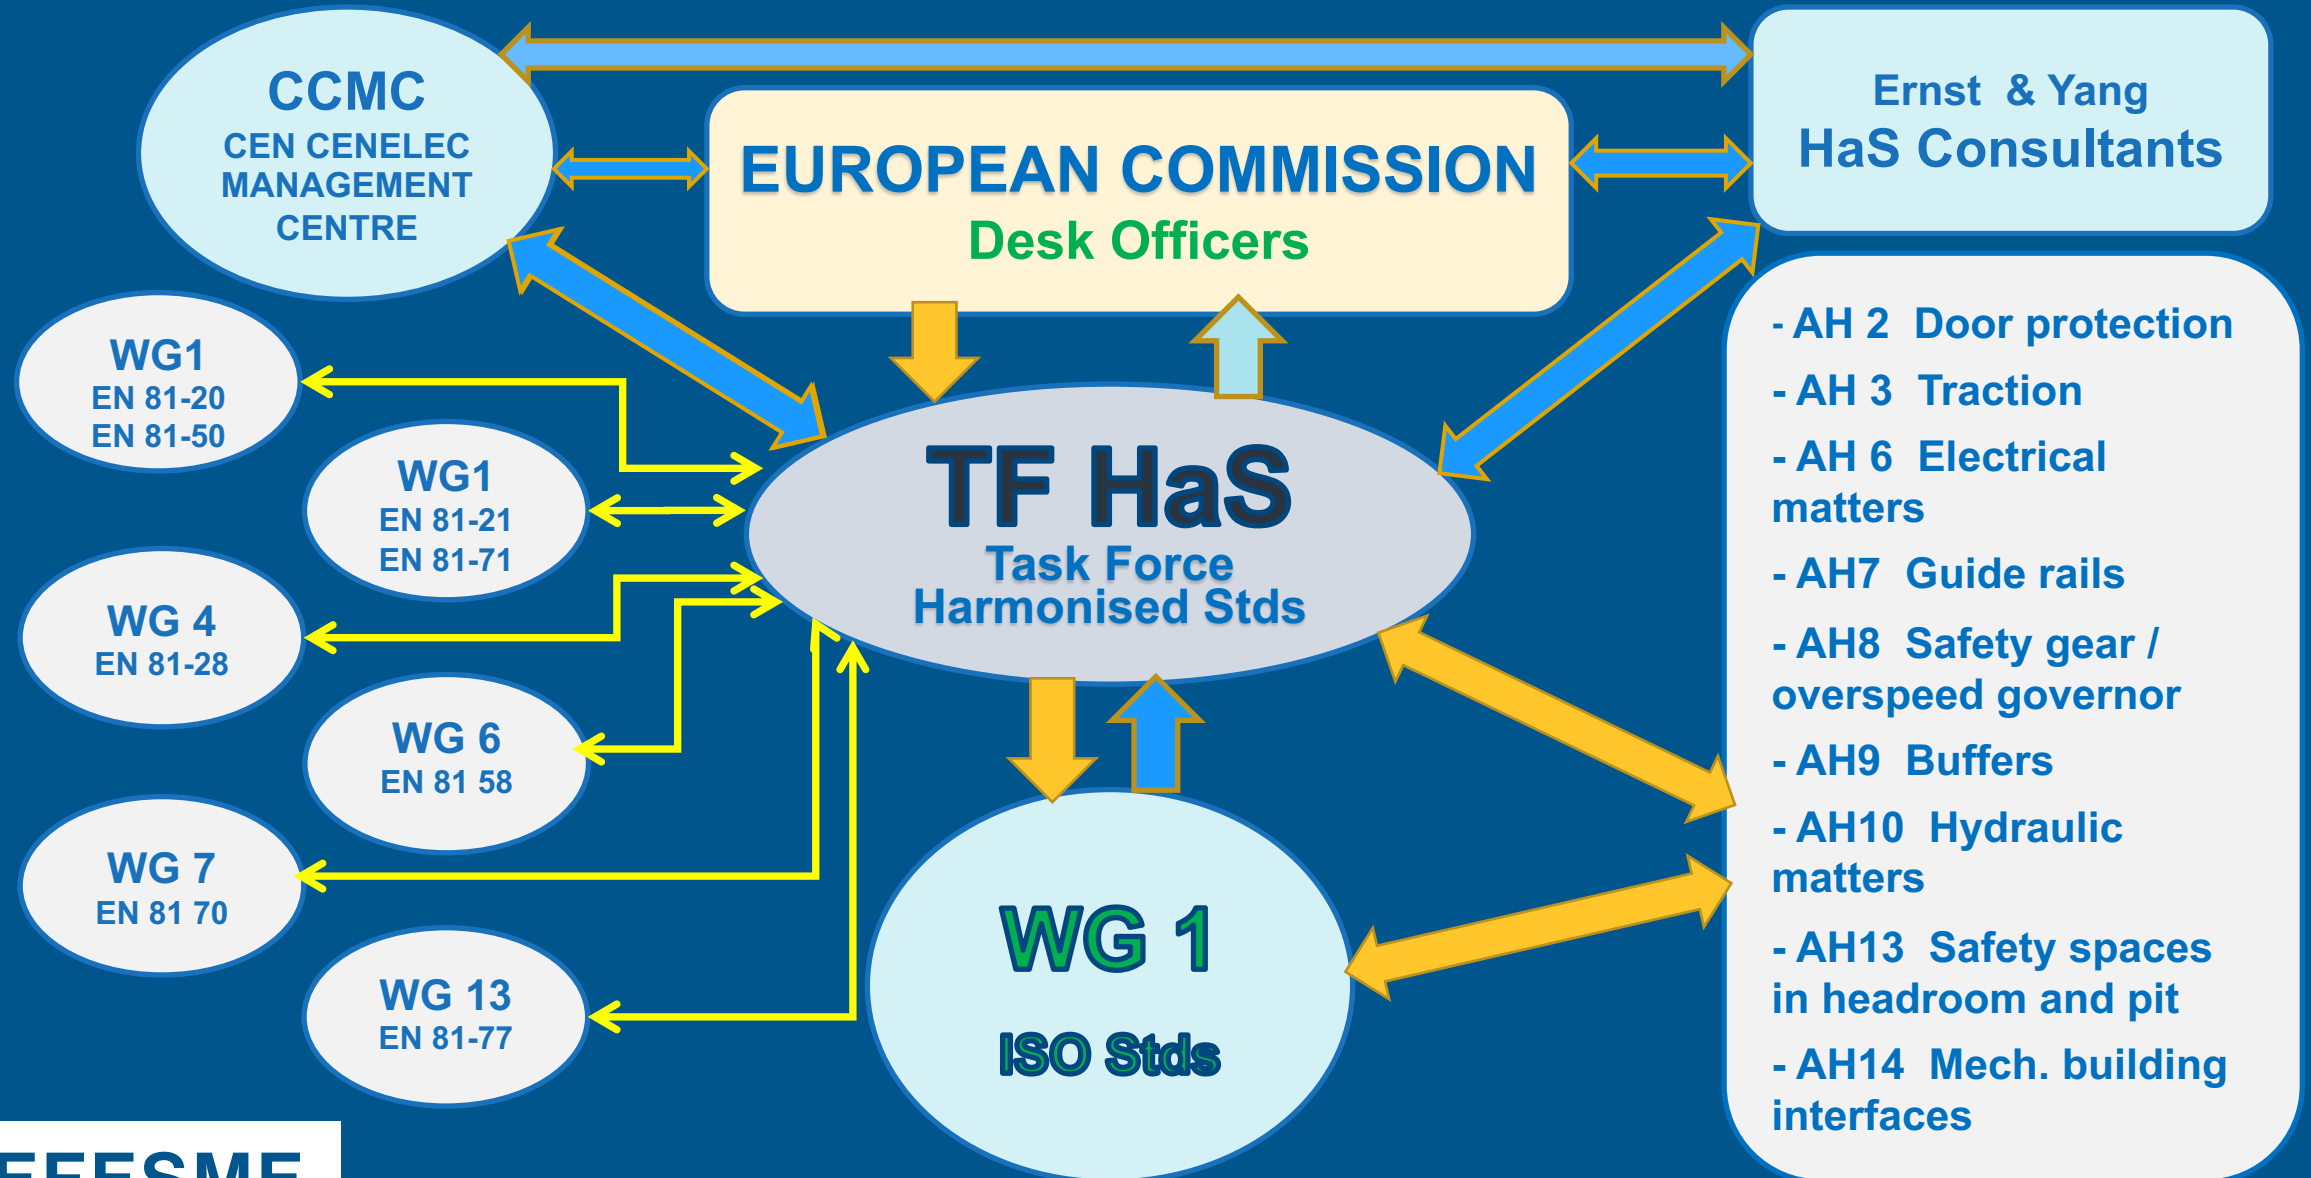 CCMC
CEN CENELEC
MANAGEMENT
CENTRE
EUROPEAN COMMISSION
Desk Officers
Ernst & Yang
HaS Consultants
WG1
EN 81-20
EN 81-50
WG1
EN 81-21
EN 81-71
WG 4
EN 81-28
WG 6
EN 81 58
WG 7
EN 81 70
WG 13
EN 81-77
TF HaS
Task Force
Harmonised Stds
WG 1
ISO Stds
- AH 2 Door protection
- AH 3 Traction
- AH 6 Electrical
matters
- AH7 Guide rails
- AH8 Safety gear /
overspeed governor
- AH9 Buffers
- AH10 Hydraulic
matters
- AH13 Safety spaces
in headroom and pit
- AH14 Mech. building
interfaces
EFESME